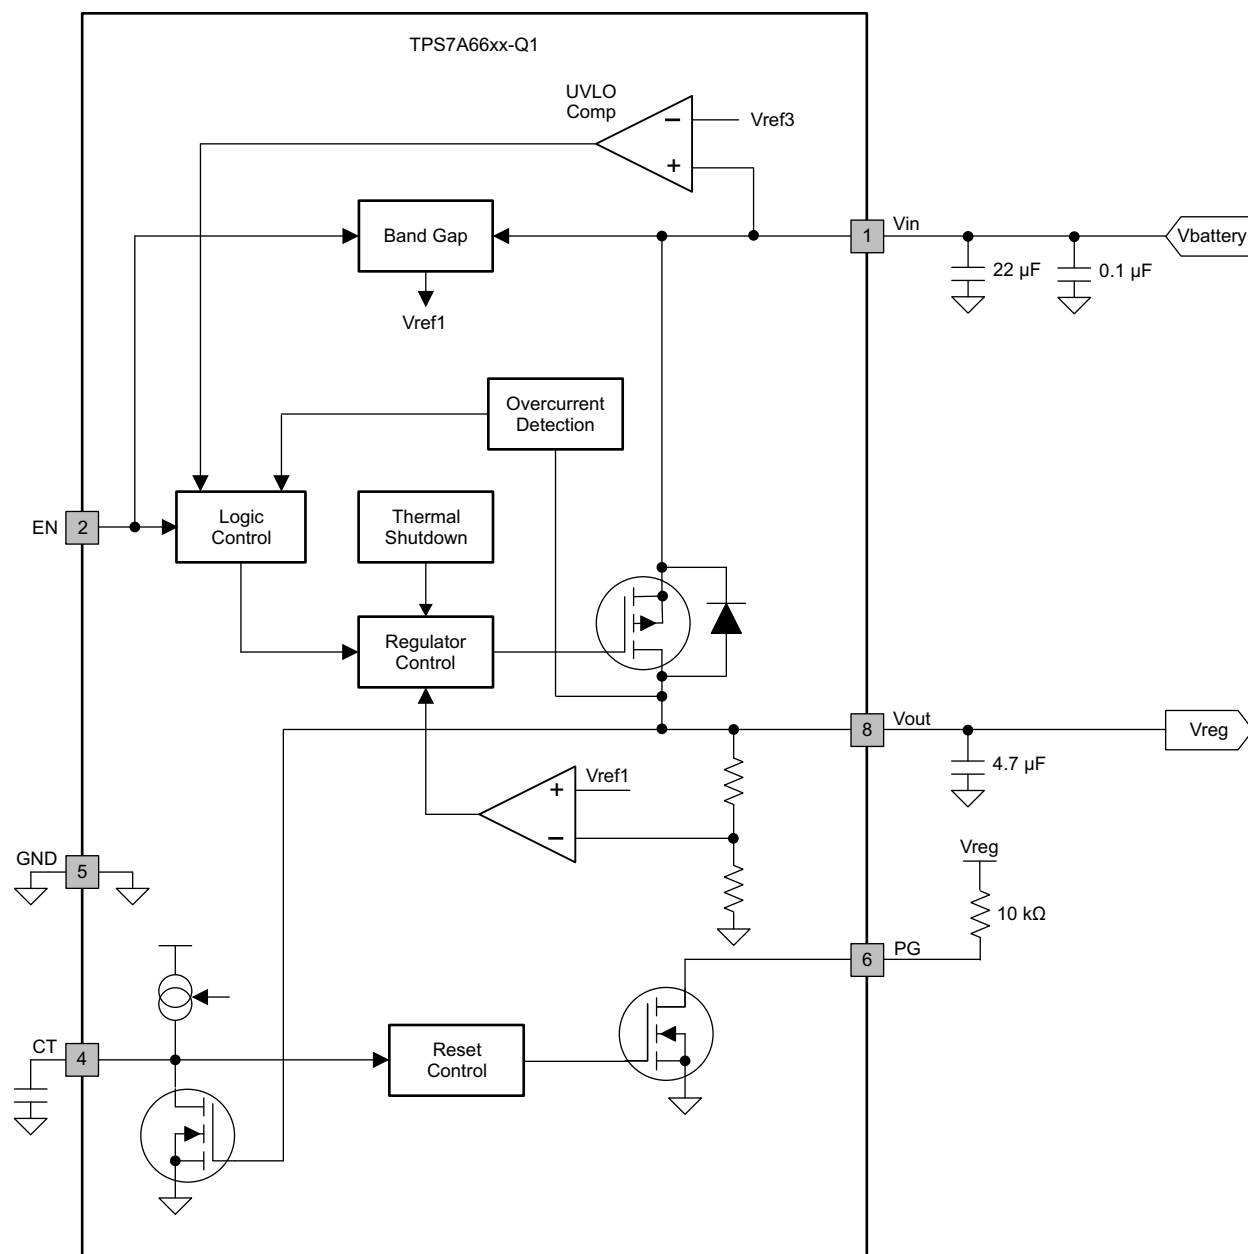 TPS7A66xx-Q1
UVLO
Comp
−
Vref3
+
Band Gap
1
Vin
Vbattery
22 µF
0.1 µF
Vref1
Overcurrent
Detection
EN
2
Logic
Control
Thermal
Shutdown
Regulator
Control
8
Vout
Vreg
4.7 µF
+
Vref1
−
GND
5
Vreg
10 kΩ
6
PG
CT
4
Reset
Control